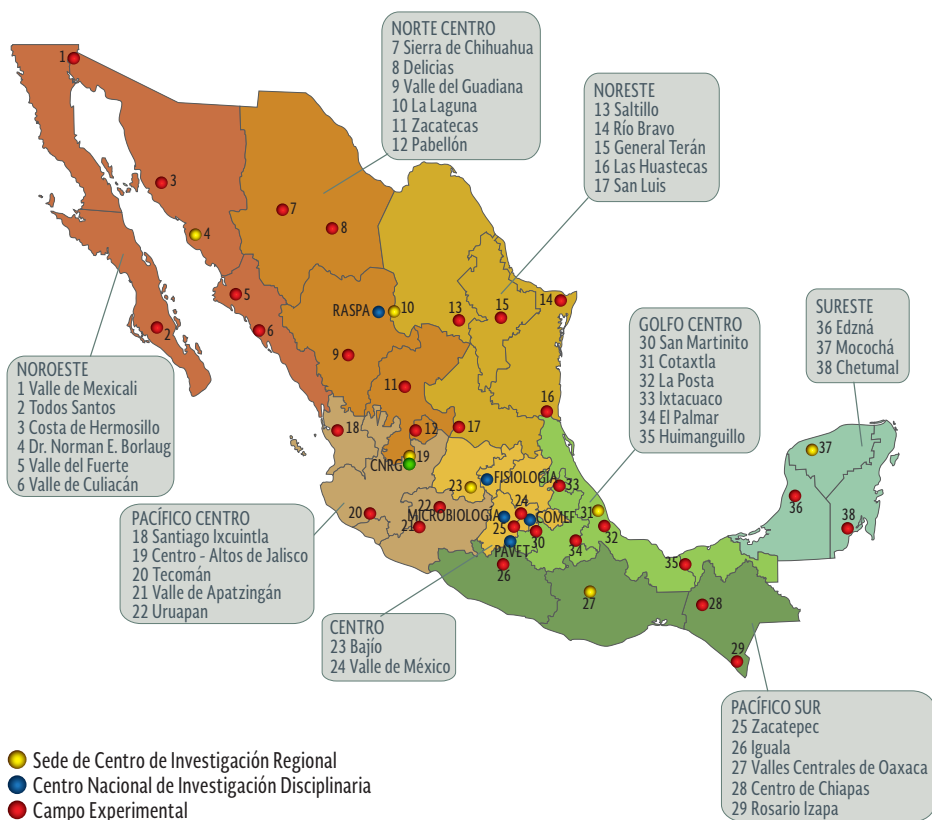 NORTE CENTRO
7 Sierra de Chihuahua
8 Delicias
9 Valle del Guadiana
10 La Laguna
11 Zacatecas
12 Pabellón
NORESTE
13 Saltillo
14 Río Bravo
15 General Terán
16 Las Huastecas
17 San Luis
SURESTE
36 Edzná
37 Mocochá
38 Chetumal
GOLFO CENTRO
30 San Martinito
31 Cotaxtla
32 La Posta
33 Ixtacuaco
34 El Palmar
35 Huimanguillo
NOROESTE
1 Valle de Mexicali
2 Todos Santos
3 Costa de Hermosillo
4 Dr. Norman E. Borlaug
5 Valle del Fuerte
6 Valle de Culiacán
PACÍFICO CENTRO
18 Santiago Ixcuintla
19 Centro - Altos de Jalisco
20 Tecomán
21 Valle de Apatzingán
22 Uruapan
CENTRO
23 Bajío
24 Valle de México
PACÍFICO SUR
25 Zacatepec
26 Iguala
27 Valles Centrales de Oaxaca
28 Centro de Chiapas
29 Rosario Izapa
1
3
7
8
4
5
14
RASPA
10
13
15
6
2
9
11
16
18
12
17
19
37
CNRG
FISIOLOGÍA
23
33
36
22
24
31
20
MICROBIOLOGÍA
COMEF
38
21
25
30
32
34
PAVET
35
26
27
28
29
Sede de Centro de Investigación Regional
Centro Nacional de Investigación Disciplinaria
Campo Experimental